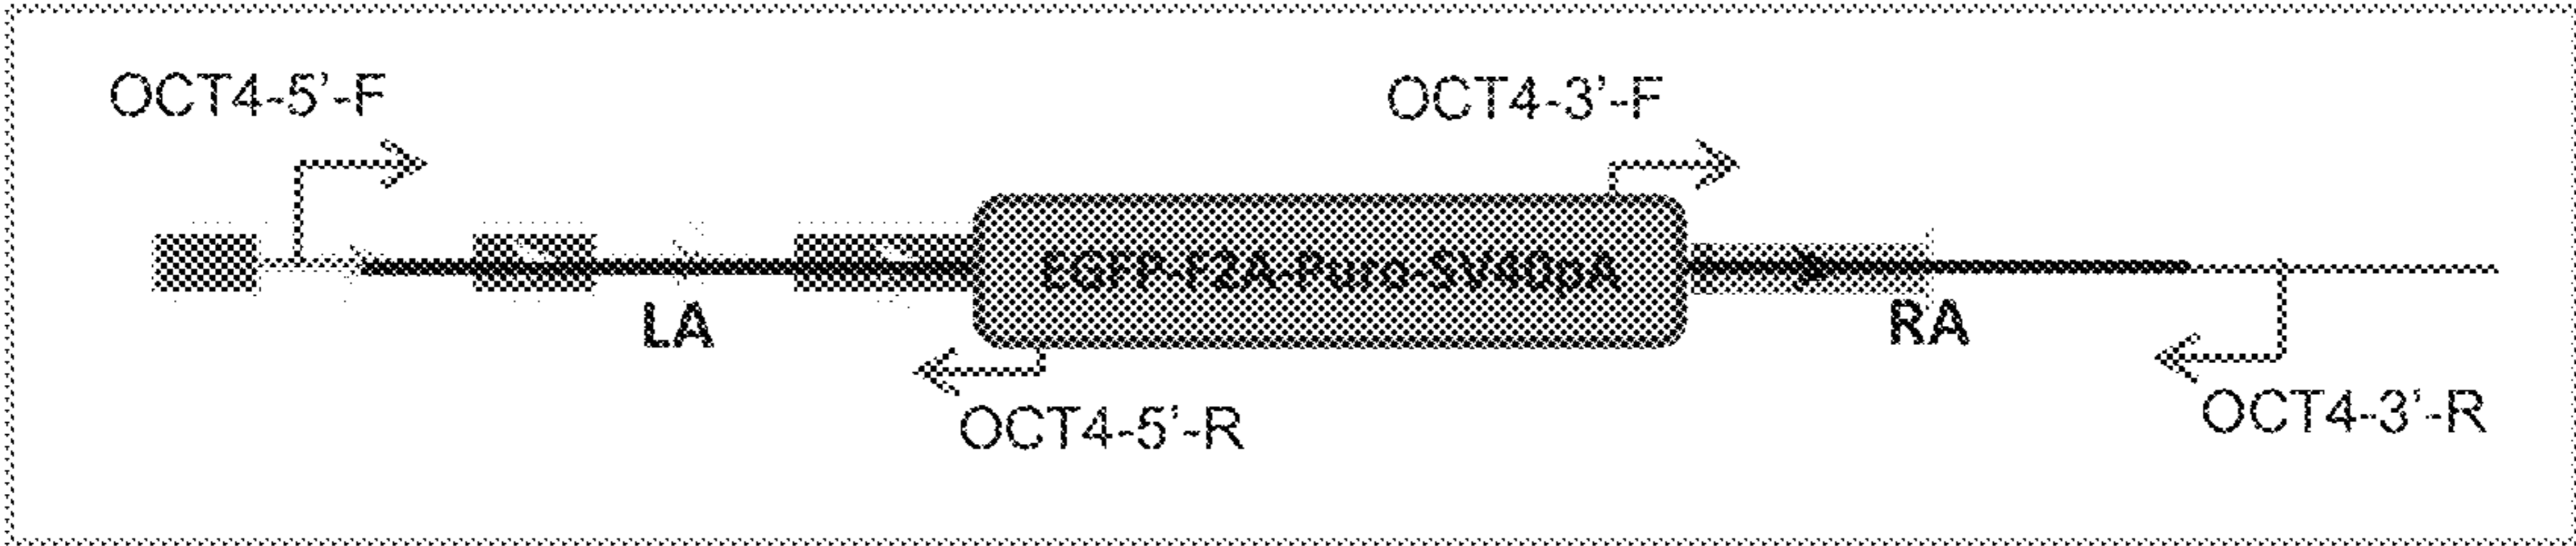 OCT4-5'-F
OCT4-3'-F
EGFP-F2A-Puro-SV40pA
LA
RA
OCT4-5'-R
OCT4-3'-R